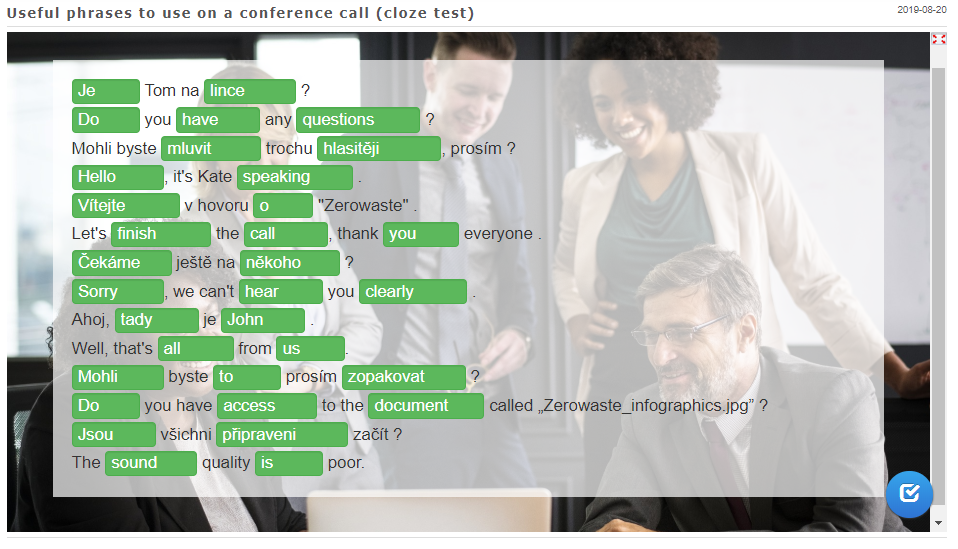 Useful phrases to use on a conference call (cloze test)
2019-08-20
Je Tom na lince ?
Do you have any questions ?
Mohli byste mluvit trochu hlasitěji, prosím ?
Hello, it's Kate speaking .
Vítejte v hovoru o "Zerowaste" .
Let's finish the call, thank you everyone .
Čekáme ještě na někoho ?
Sorry, we can't hear you clearly .
Ahoj, tady je John .
Well, that's all from us.
Mohli byste to prosím zopakovat ?
Do you have access to the document called „Zerowaste_infographics.jpg” ?
Jsou všichni připraveni začít ?
The sound quality is poor.